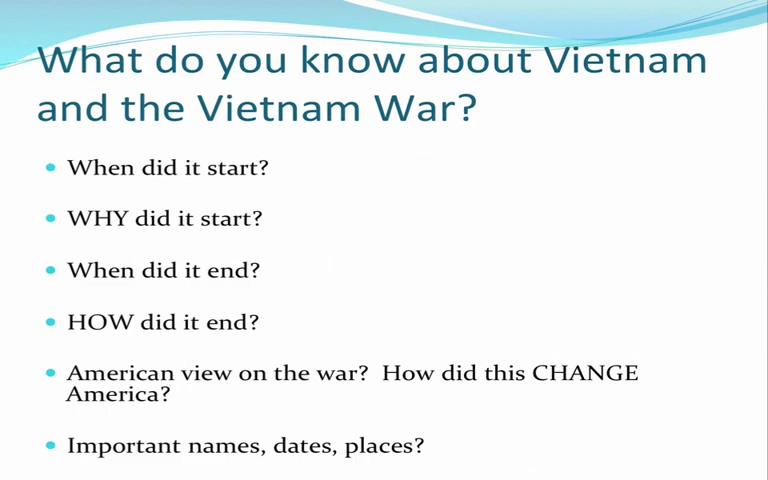 What do you know about Vietnam
and the Vietnam War?
When did it start?
WHY did it start?
When did it end?
HOW did it end?
American view on the war? How did this CHANGE
America?
Important names, dates, places?